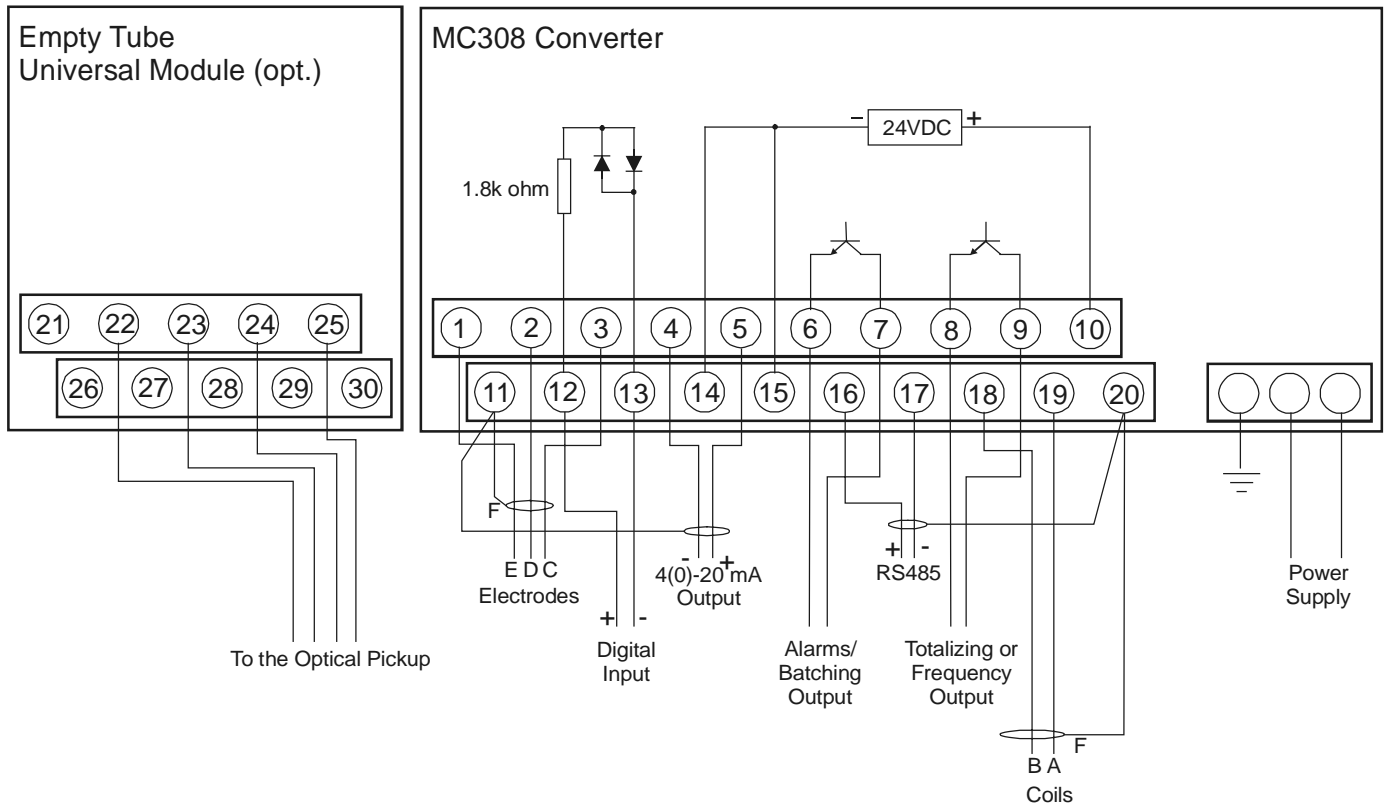 Empty Tube
Universal Module (opt.)
MC308 Converter
− 24VDC +
1.8k ohm
21 22 23 24 25
26 27 28 29 30
1 2 3 4 5 6 7 8 9 10
11 12 13 14 15 16 17 18 19 20
F
E D C
Electrodes
- +
4(0)-20 mA
Output
+ -
RS485
Power
Supply
+ -
Digital
Input
To the Optical Pickup
Alarms/
Batching
Output
Totalizing or
Frequency
Output
F
B A
Coils